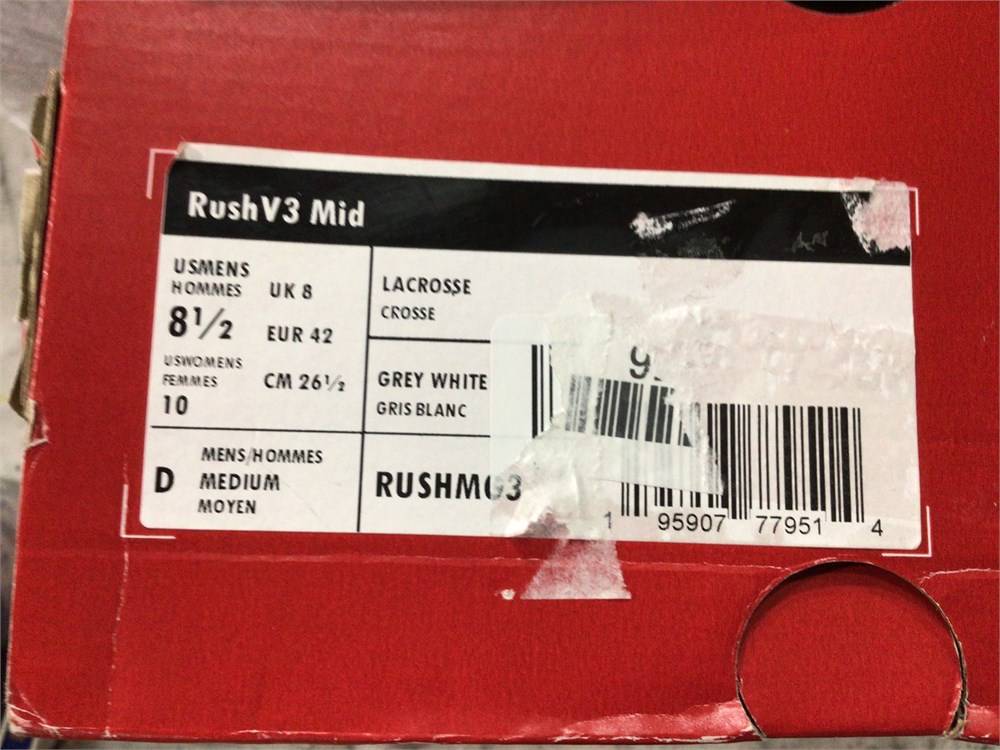 RushV3 Mid
USMENS
HOMMES
8½
USWOMENS
FEMMES
10
UK 8
EUR 42
CM 26½
LACROSSE
CROSSE
GREY WHITE
GRIS BLANC
D
MENS/HOMMES
MEDIUM
MOYEN
1 95907 77951 4